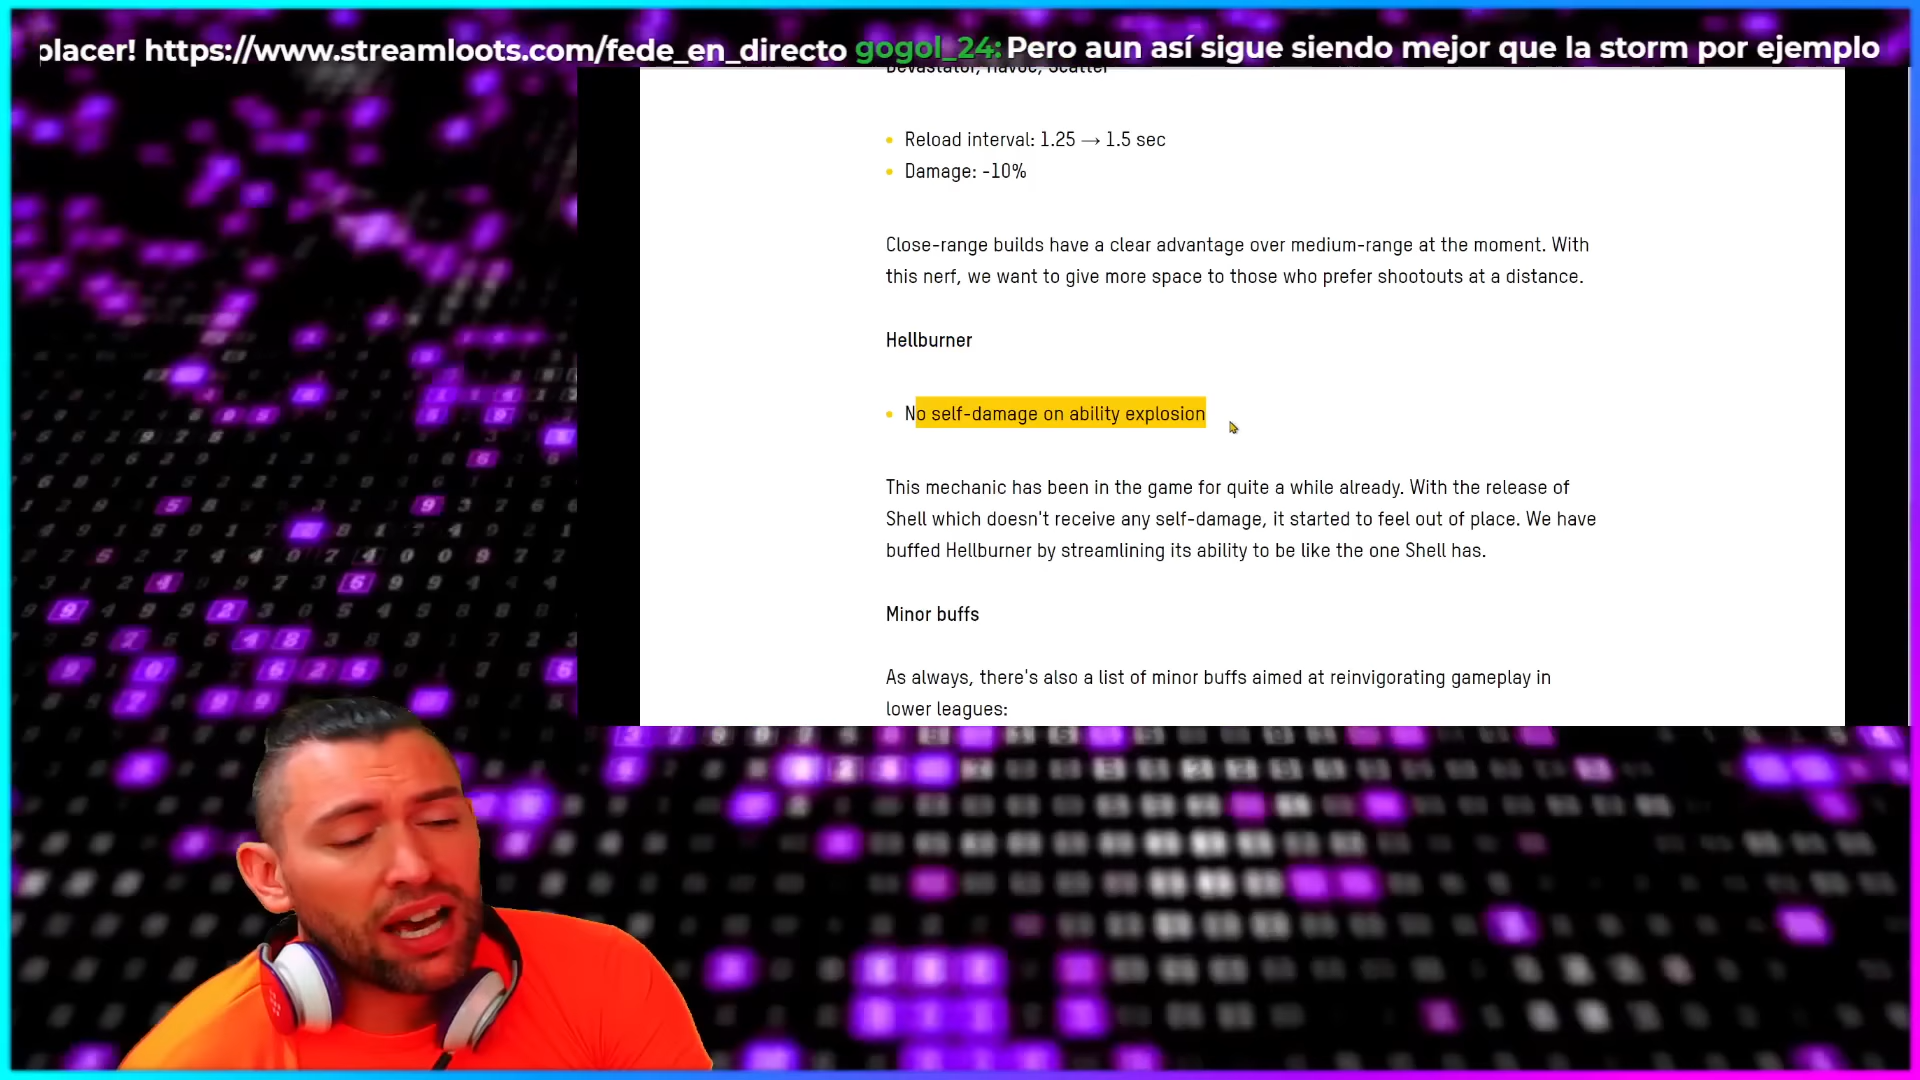 placer! https://www.streamloots.com/fede_en_directo gogol_24: Pero aun así sigue siendo mejor que la storm por ejemplo
Devastator, Havoc, Scatter
• Reload interval: 1.25 → 1.5 sec
• Damage: -10%
Close-range builds have a clear advantage over medium-range at the moment. With
this nerf, we want to give more space to those who prefer shootouts at a distance.
Hellburner
• No self-damage on ability explosion
This mechanic has been in the game for quite a while already. With the release of
Shell which doesn't receive any self-damage, it started to feel out of place. We have
buffed Hellburner by streamlining its ability to be like the one Shell has.
Minor buffs
As always, there's also a list of minor buffs aimed at reinvigorating gameplay in
lower leagues: